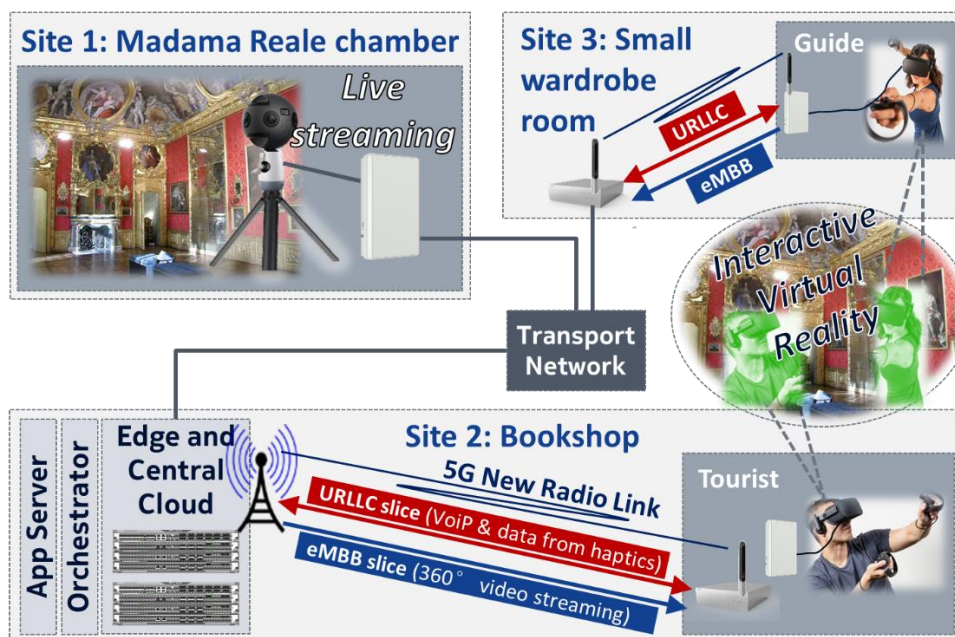 Site 1: Madama Reale chamber
Live
streaming
Site 3: Small
wardrobe
room
Guide
URLLC
eMBB
Interactive
Virtual
Reality
Transport
Network
App Server
Orchestrator
Edge and
Central
Cloud
Site 2: Bookshop
5G New Radio Link
URLLC slice (VoiP & data from haptics)
eMBB slice (360° video streaming)
Tourist